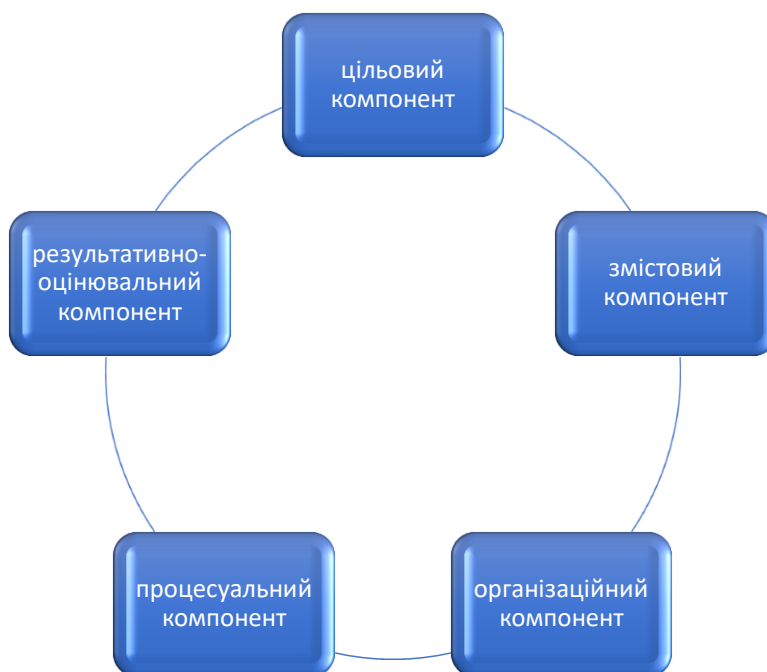 цільовий
компонент
змістовий
компонент
організаційний
компонент
процесуальний
компонент
результативно-
оцінювальний
компонент